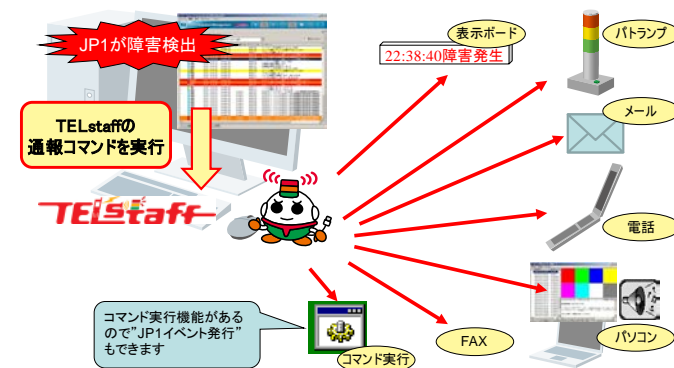 JP1が障害検出
TELstaffの
通報コマンドを実行
TELstaff
表示ボード
22:38:40障害発生
パトランプ
メール
電話
パソコン
FAX
コマンド実行
コマンド実行機能がある
ので”JP1イベント発行”
もできます